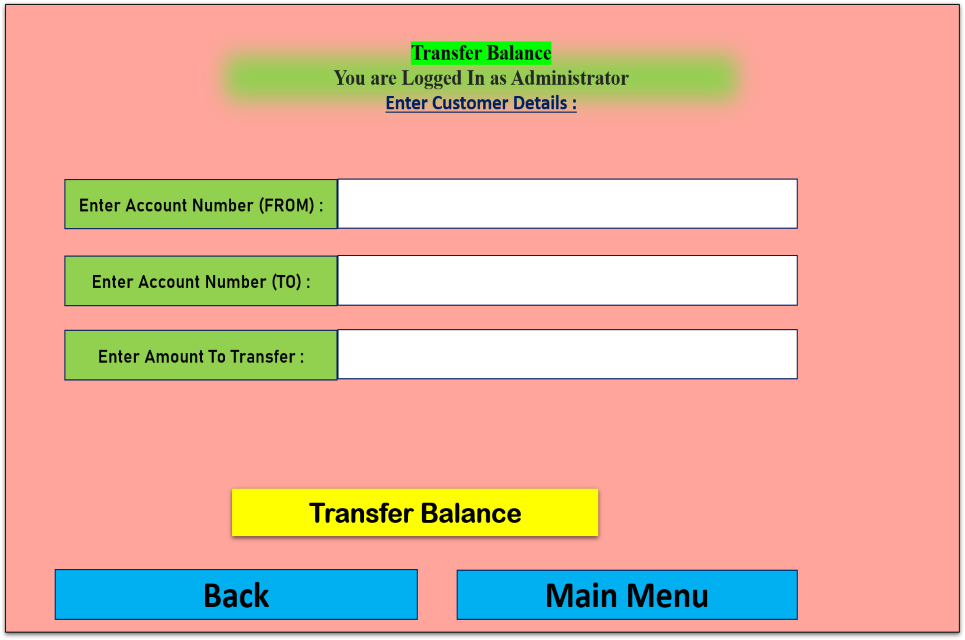 Transfer Balance
You are Logged In as Administrator
Enter Customer Details :
Enter Account Number (FROM) :
Enter Account Number (TO) :
Enter Amount To Transfer :
Transfer Balance
Back
Main Menu